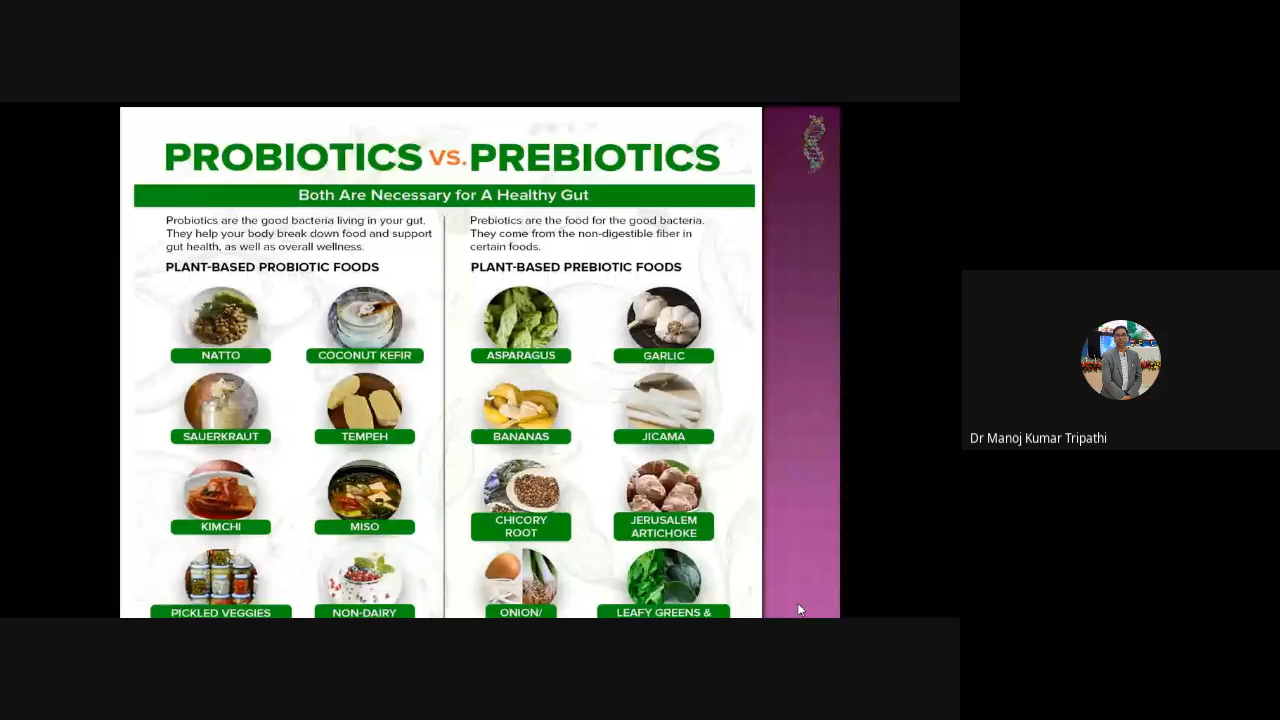 PROBIOTICS VS. PREBIOTICS
Both Are Necessary for A Healthy Gut
Probiotics are the good bacteria living in your gut.
They help your body break down food and support
gut health, as well as overall wellness.
PLANT-BASED PROBIOTIC FOODS
NATTO
COCONUT KEFIR
SAUERKRAUT
TEMPEH
KIMCHI
MISO
PICKLED VEGGIES
NON-DAIRY
Prebiotics are the food for the good bacteria.
They come from the non-digestible fiber in
certain foods.
PLANT-BASED PREBIOTIC FOODS
ASPARAGUS
GARLIC
BANANAS
JICAMA
CHICORY
ROOT
JERUSALEM
ARTICHOKE
ONION/
LEAFY GREENS &
Dr Manoj Kumar Tripathi